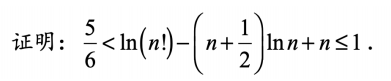 证明：5/6 < ln(n!) − (n + 1/2) ln n + n ≤ 1 .